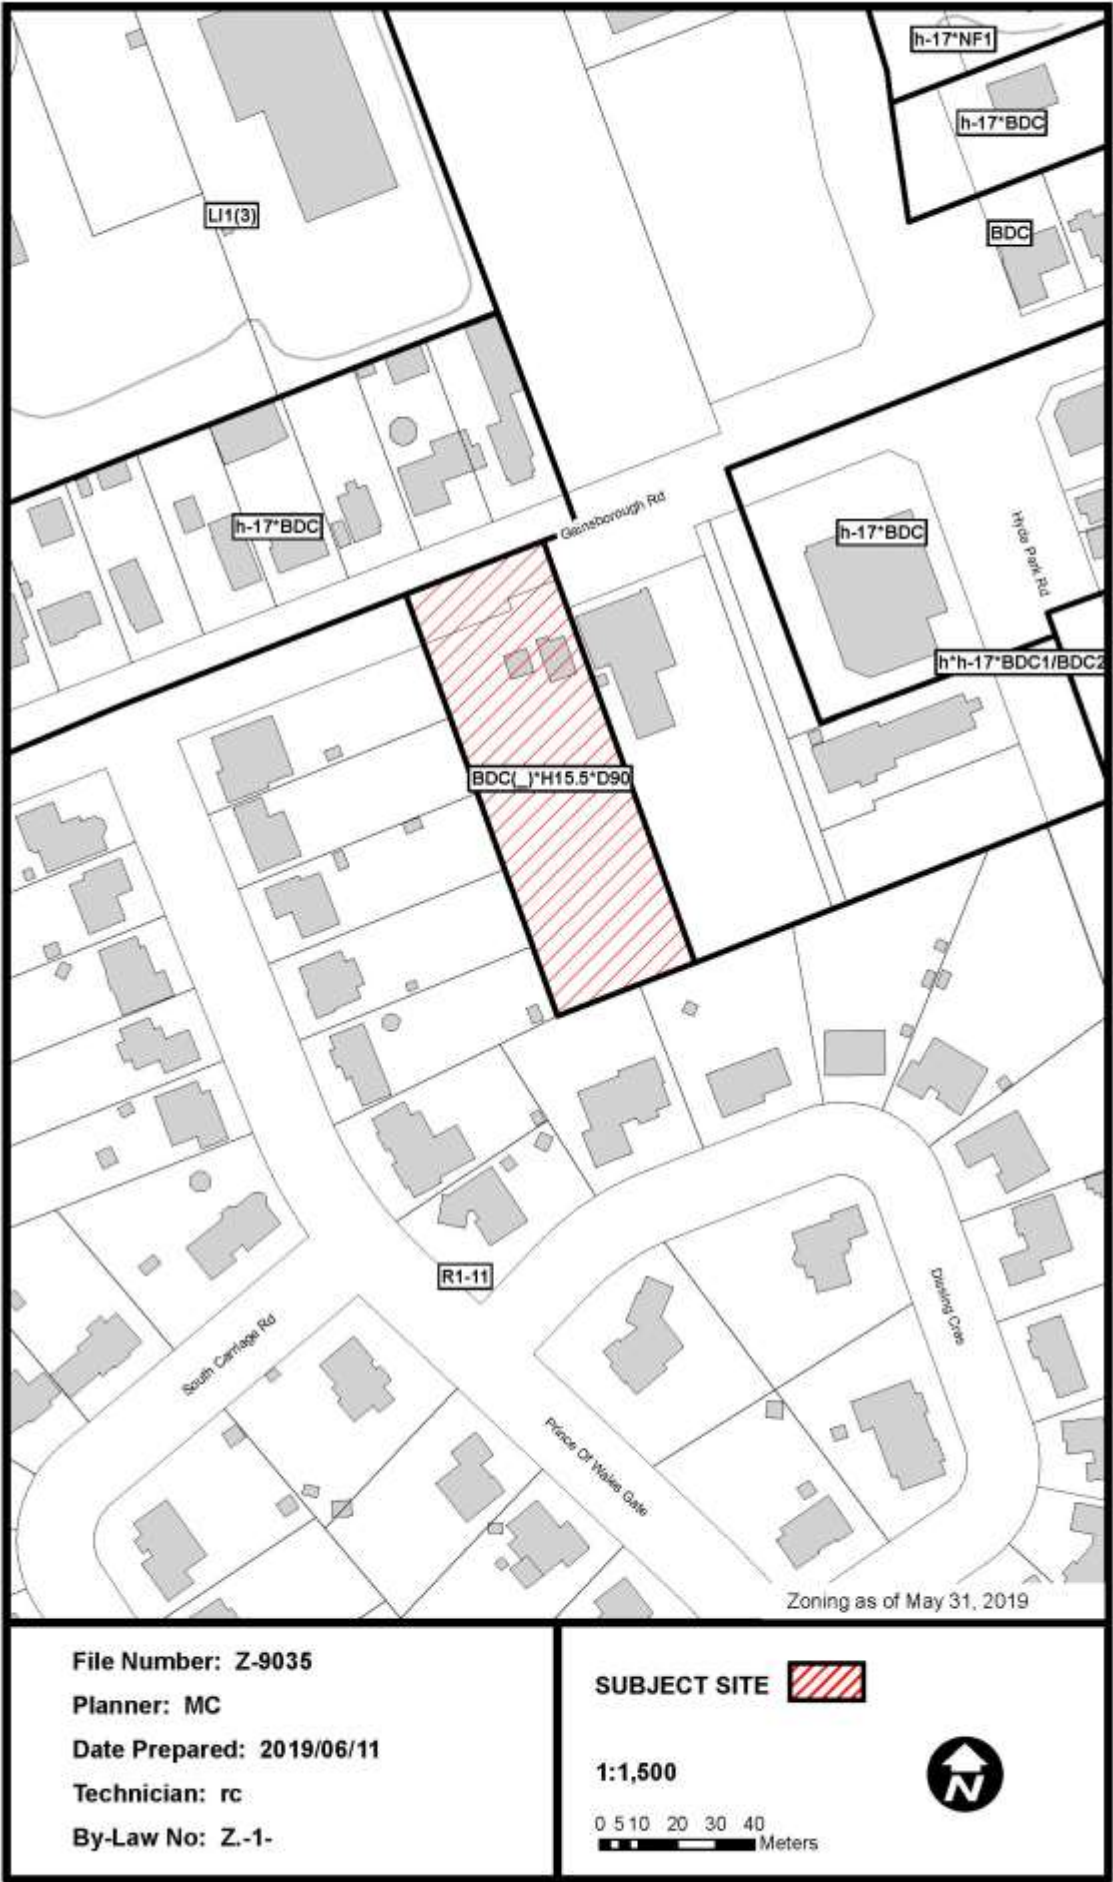 h-17*NF1
h-17*BDC
LI1(3)
BDC
Gainsborough Rd
h-17*BDC
h-17*BDC
Hyde Park Rd
h*h-17*BDC1/BDC2
BDC(_)*H15.5*D90
R1-11
South Carriage Rd
Prince Of Wales Gate
Zoning as of May 31, 2019
File Number: Z-9035
Planner: MC
Date Prepared: 2019/06/11
Technician: rc
By-Law No: Z.-1-
SUBJECT SITE
1:1,500
0 5 10 20 30 40
Meters
N